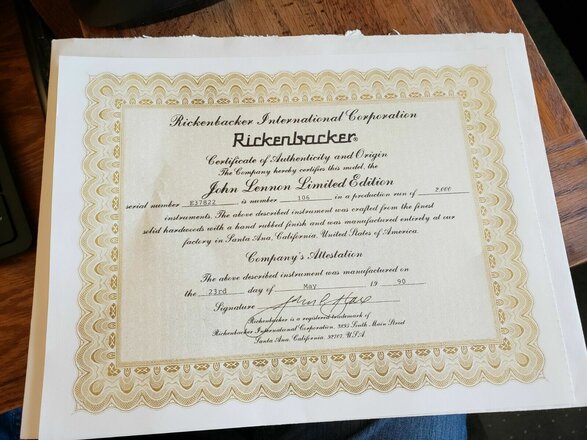 Rickenbacker International Corporation
Rickenbacker®
Certificate of Authenticity and Origin
The Company hereby certifies this model, the
John Lennon Limited Edition
serial number E37822 is number 106 in a production run of 2,000
instruments. The above described instrument was crafted from the finest
solid hardwoods with a hand rubbed finish and was manufactured entirely at our
factory in Santa Ana, California, United States of America.
Company's Attestation
The above described instrument was manufactured on
the 23rd day of May 19 90
Signature
Rickenbacker is a registered trademark of
Rickenbacker International Corporation, 3895 South Main Street
Santa Ana, California. 92707, U.S.A.